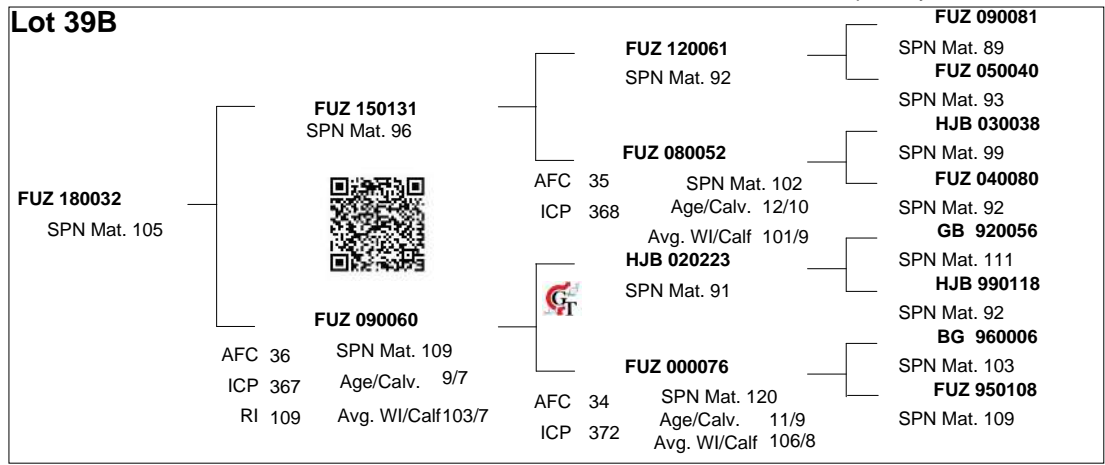 Lot 39B
FUZ 180032
SPN Mat. 105
FUZ 150131
SPN Mat. 96
FUZ 090060
AFC 36 SPN Mat. 109
ICP 367 Age/Calv. 9/7
RI 109 Avg. WI/Calf 103/7
FUZ 120061
SPN Mat. 92
FUZ 080052
AFC 35 SPN Mat. 102
ICP 368 Age/Calv. 12/10
Avg. WI/Calf 101/9
HJB 020223
SPN Mat. 91
GT
FUZ 000076
AFC 34 SPN Mat. 120
Age/Calv. 11/9
ICP 372 Avg. WI/Calf 106/8
FUZ 090081
SPN Mat. 89
FUZ 050040
SPN Mat. 93
HJB 030038
SPN Mat. 99
FUZ 040080
SPN Mat. 92
GB 920056
SPN Mat. 111
HJB 990118
SPN Mat. 92
BG 960006
SPN Mat. 103
FUZ 950108
SPN Mat. 109